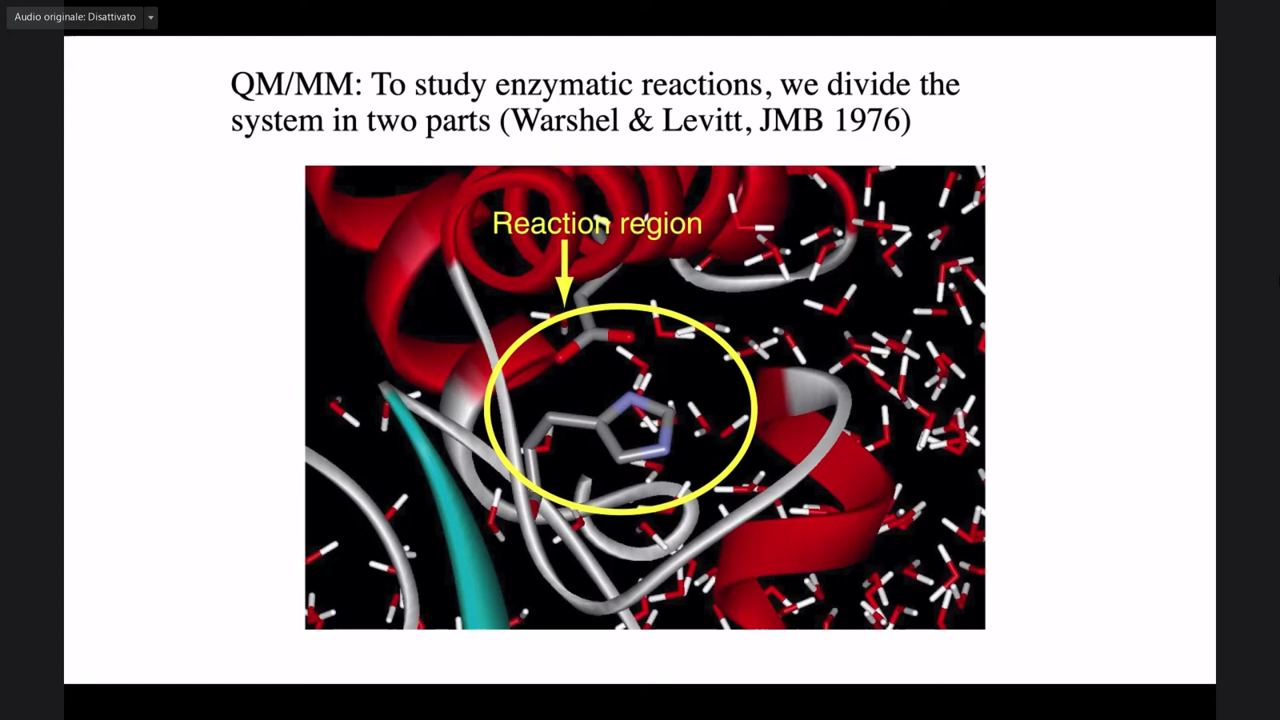 Audio originale: Disattivato
QM/MM: To study enzymatic reactions, we divide the
system in two parts (Warshel & Levitt, JMB 1976)
Reaction region